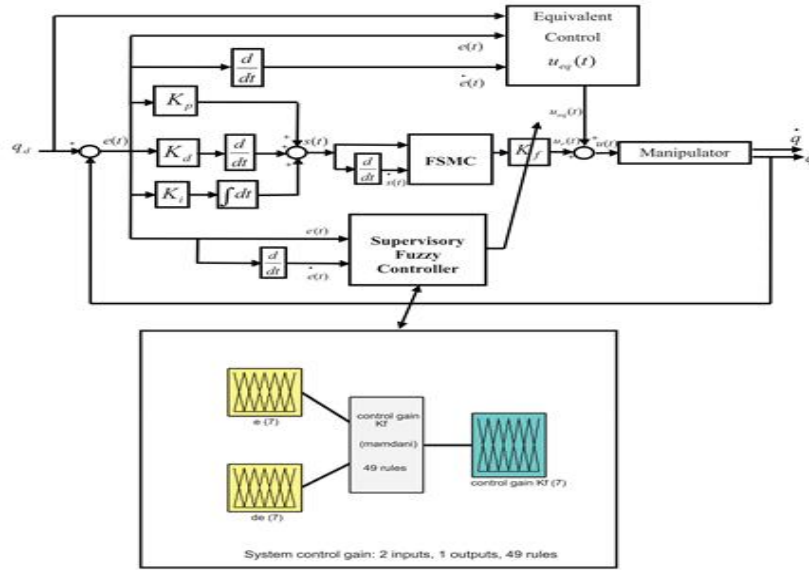 Equivalent
Control
u_eq(t)
e(t)
d/dt
ė(t)
K_p
u_eq(t)
q_d
e(t)
K_d
d/dt
s(t)
d/dt
ṡ(t)
FSMC
K_f
u(t)
Manipulator
q̇
K_i
∫dt
e(t)
d/dt
ė(t)
Supervisory
Fuzzy
Controller
e (7)
control gain
Kf
(mamdani)
49 rules
control gain Kf (7)
de (7)
System control gain: 2 inputs, 1 outputs, 49 rules